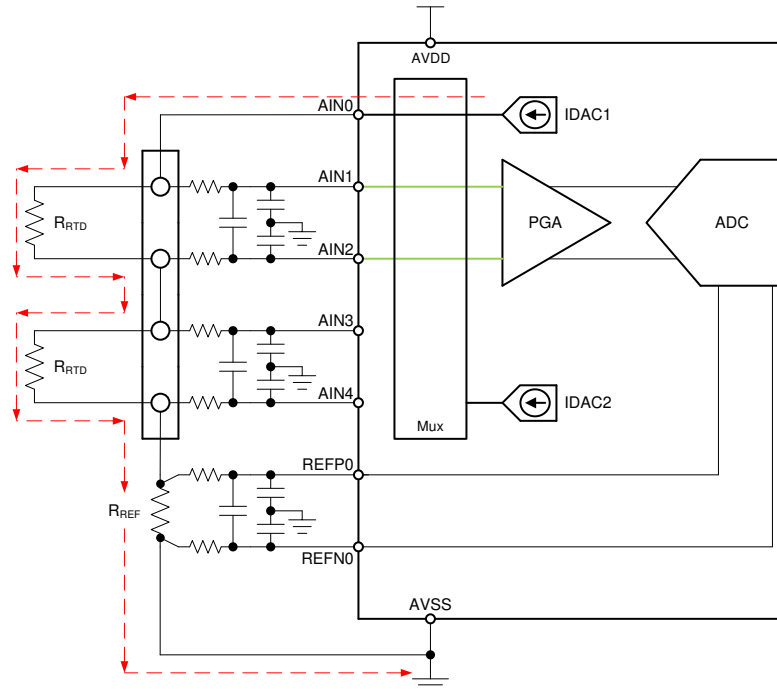 AVDD
AIN0
IDAC1
AIN1
RRTD
PGA
ADC
AIN2
AIN3
RRTD
AIN4
IDAC2
Mux
REFP0
RREF
REFN0
AVSS